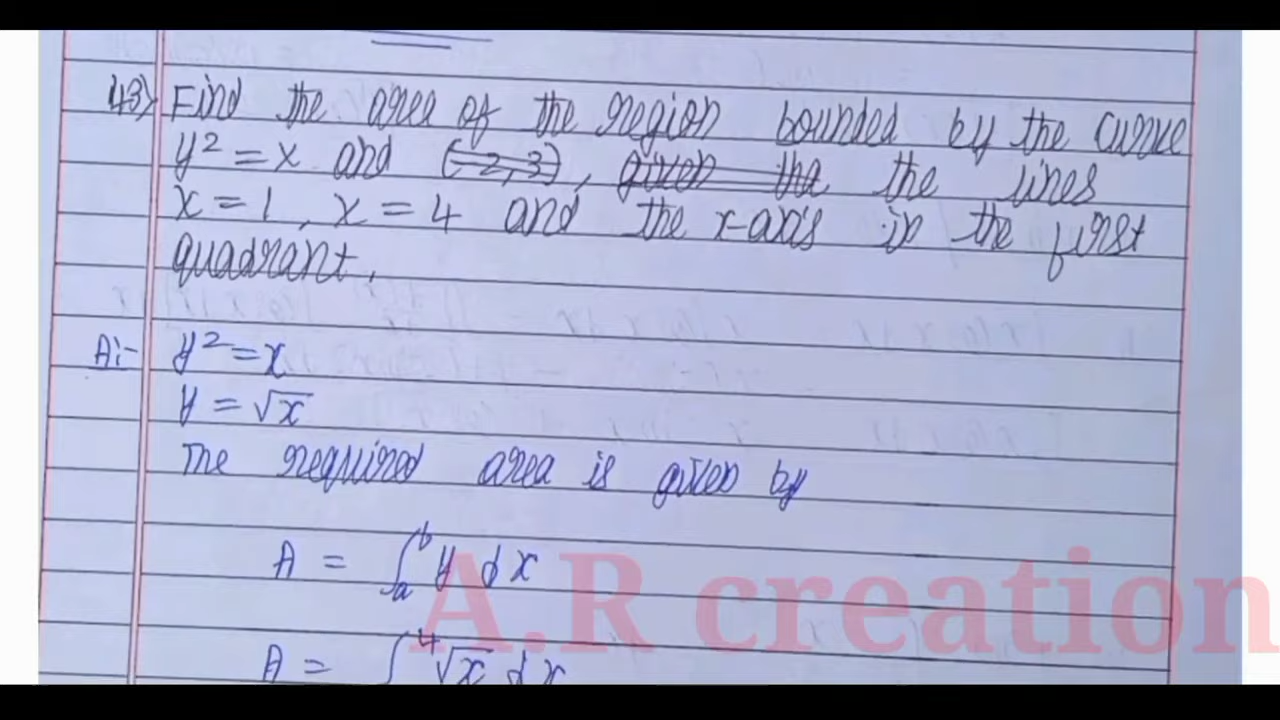 43) Find the area of the region bounded by the curve
y² = x and (-2,3), given the the lines
x = 1, x = 4 and the x-axis in the first
quadrant.
A:- y² = x
y = √x
The required area is given by
A = ∫ₐᵇ y dx
A = ∫ ⁴ √x dx
A.R creation